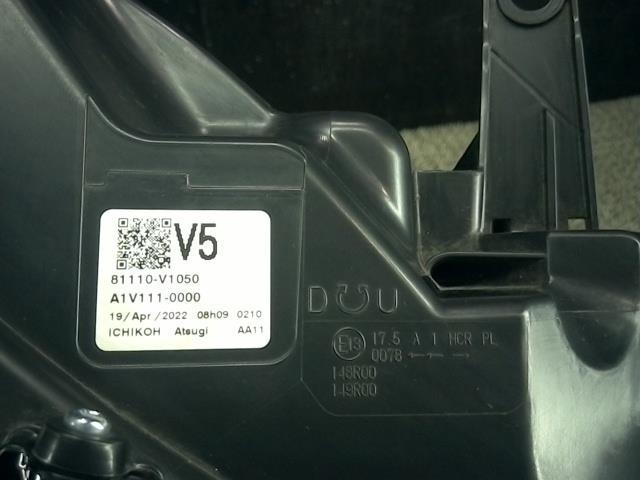 V5
81110-V1050
A1V111-0000
19/Apr/2022 08h09 0210
ICHIKOH Atsugi AA11
D U
E13 17.5 A 1 HCR PL
0078 ← ←→
148R00
149R00